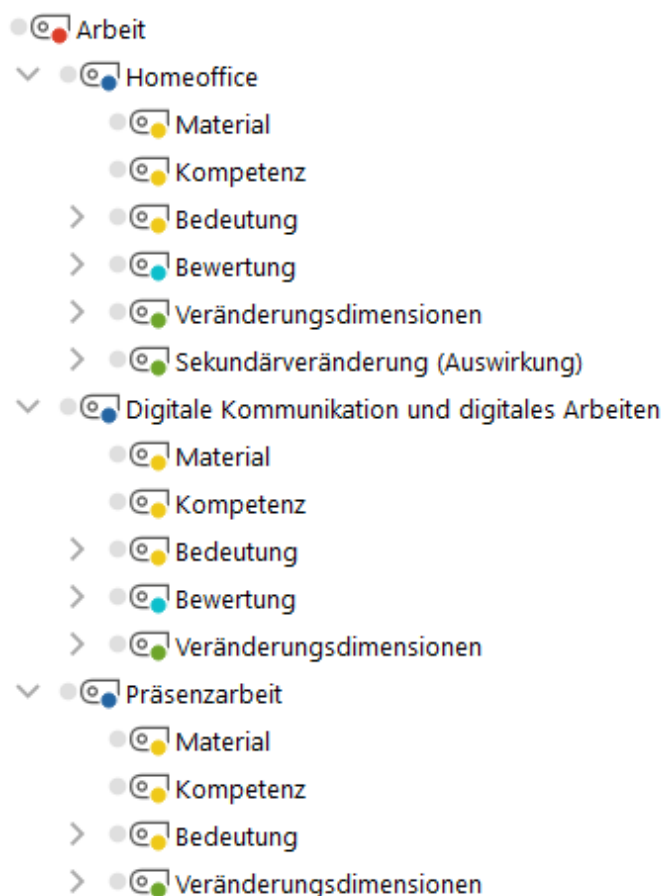 Arbeit
Homeoffice
Material
Kompetenz
Bedeutung
Bewertung
Veränderungsdimensionen
Sekundärveränderung (Auswirkung)
Digitale Kommunikation und digitales Arbeiten
Material
Kompetenz
Bedeutung
Bewertung
Veränderungsdimensionen
Präsenzarbeit
Material
Kompetenz
Bedeutung
Veränderungsdimensionen